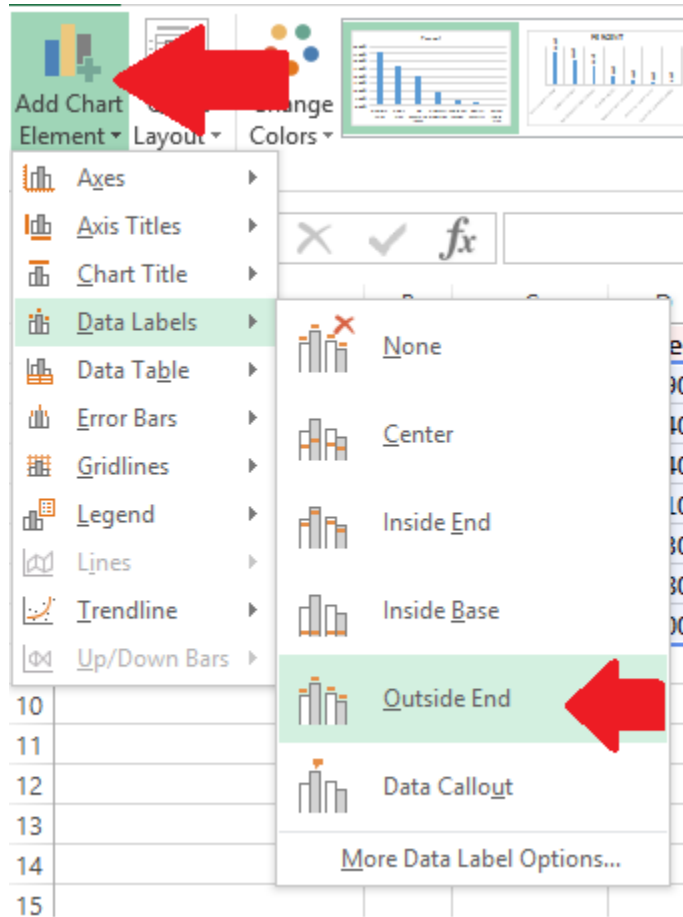 Add Chart
Element
Layout
Change
Colors
PERCENT
Axes
Axis Titles
Chart Title
Data Labels
Data Table
Error Bars
Gridlines
Legend
Lines
Trendline
Up/Down Bars
fx
None
Center
Inside End
Inside Base
Outside End
Data Callout
More Data Label Options...
10
11
12
13
14
15